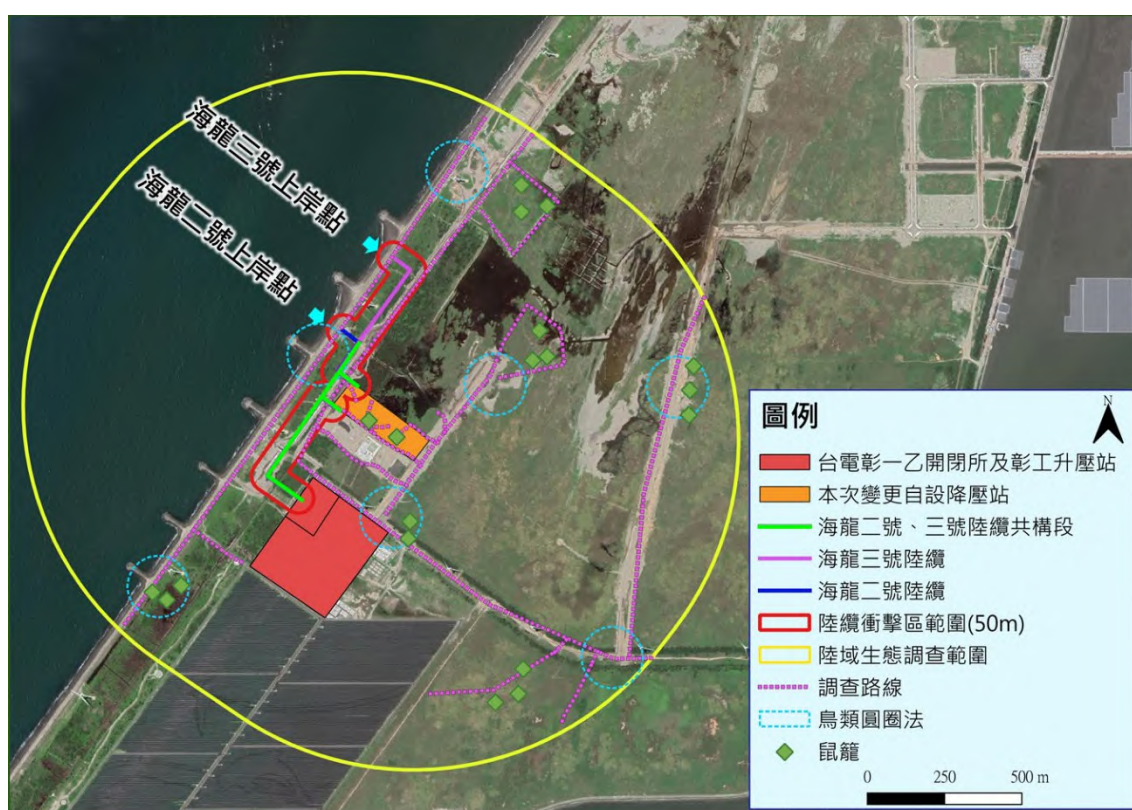 海龍三號上岸點
海龍二號上岸點
圖例
N
台電彰一乙開閉所及彰工升壓站
本次變更自設降壓站
海龍二號、三號陸纜共構段
海龍三號陸纜
海龍二號陸纜
陸纜衝擊區範圍(50m)
陸域生態調查範圍
調查路線
鳥類圓圈法
鼠籠
0 250 500 m